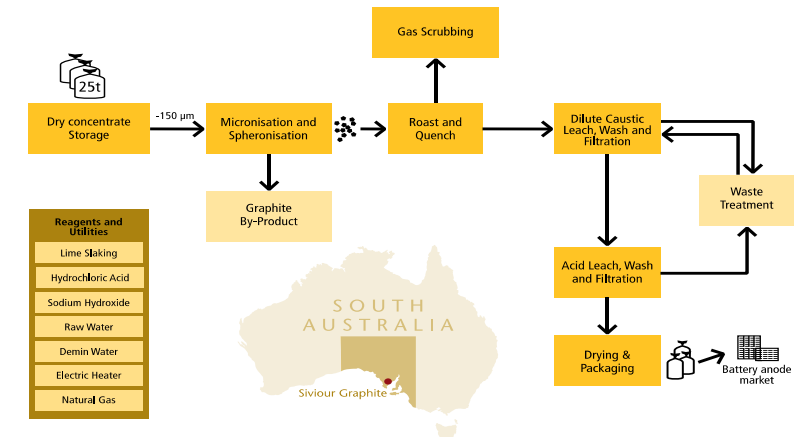 Gas Scrubbing
25t
Dry concentrate
Storage
-150 µm
Micronisation and
Spheronisation
Roast and
Quench
Dilute Caustic
Leach, Wash and
Filtration
Graphite
By-Product
Waste
Treatment
Reagents and
Utilities
Lime Slaking
Hydrochloric Acid
Sodium Hydroxide
Raw Water
Demin Water
Electric Heater
Natural Gas
Acid Leach, Wash
and Filtration
SOUTH
AUSTRALIA
Siviour Graphite
Drying &
Packaging
Battery anode
market